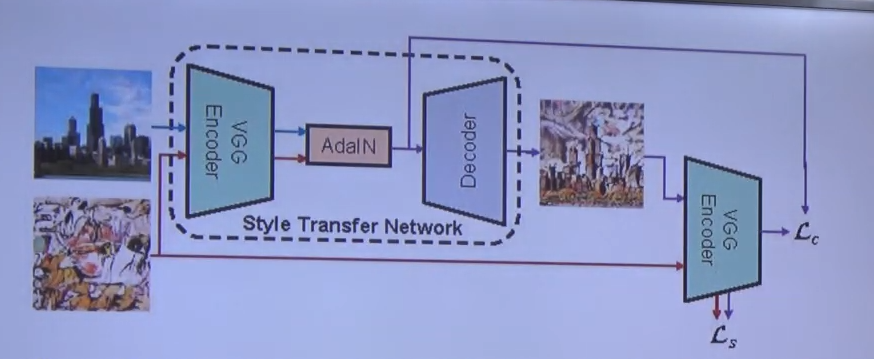 VGG
Encoder
AdaIN
Decoder
Style Transfer Network
VGG
Encoder
ℒc
ℒs